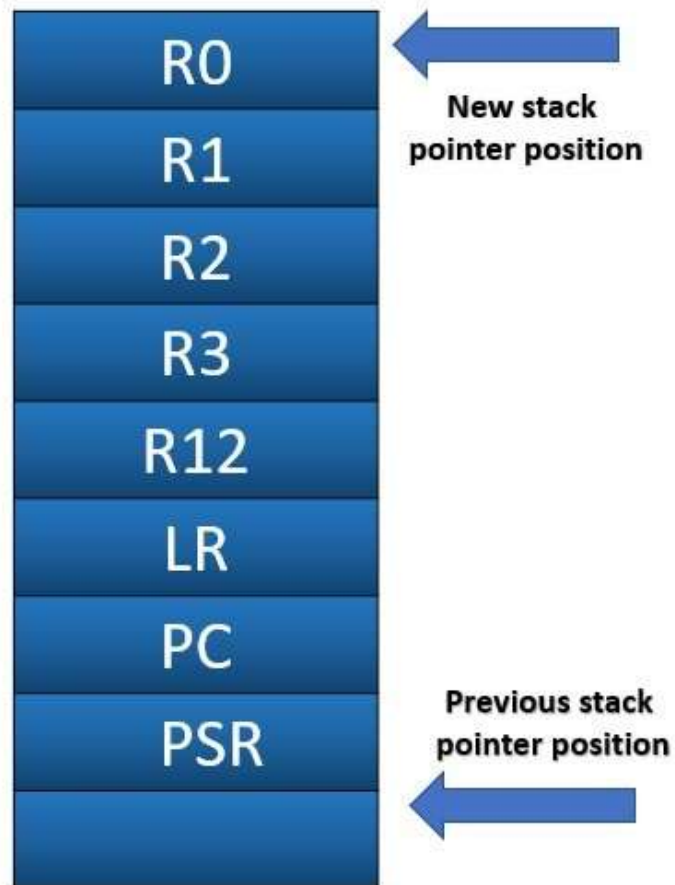 R0
New stack
pointer position
R1
R2
R3
R12
LR
PC
PSR
Previous stack
pointer position